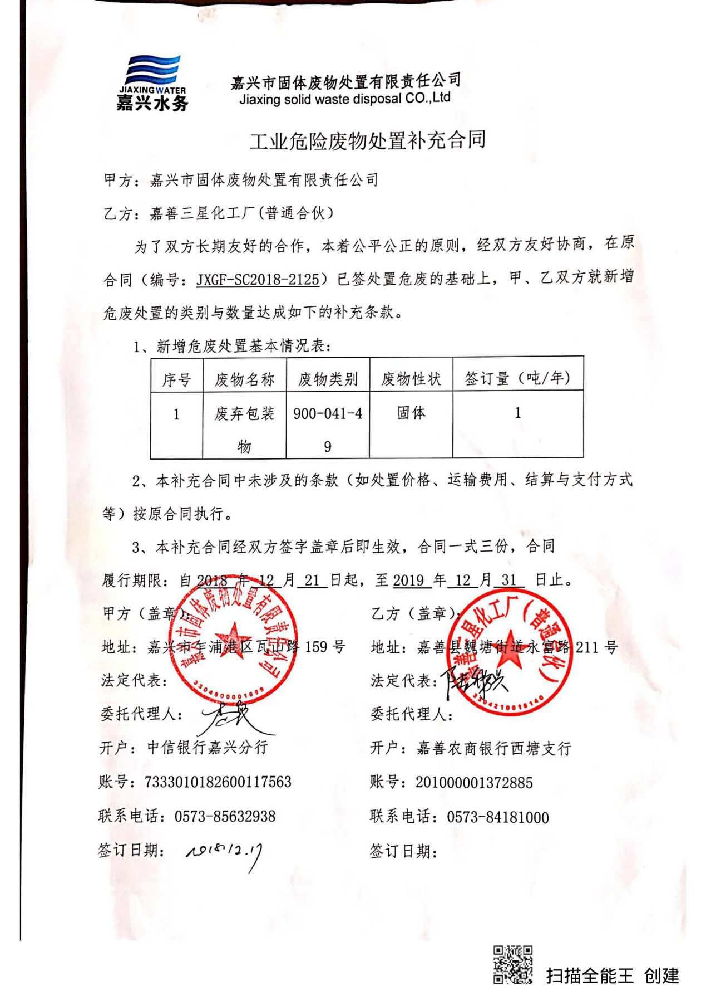 JIAXINGWATER
嘉兴水务
嘉兴市固体废物处置有限责任公司
Jiaxing solid waste disposal CO.,Ltd
工业危险废物处置补充合同
甲方：嘉兴市固体废物处置有限责任公司
乙方：嘉善三星化工厂(普通合伙）
为了双方长期友好的合作，本着公平公正的原则，经双方友好协商，在原
合同（编号：JXGF-SC2018-2125）已签处置危废的基础上，甲、乙双方就新增
危废处置的类别与数量达成如下的补充条款。
1、新增危废处置基本情况表：
序号 废物名称 废物类别 废物性状 签订量（吨/年）
1 废弃包装 900-041-4 固体 1
物 9
2、本补充合同中未涉及的条款（如处置价格、运输费用、结算与支付方式
等）按原合同执行。
3、本补充合同经双方签字盖章后即生效，合同一式三份，合同
履行期限：自 2018 年 12 月 21 日起，至 2019 年 12 月 31 日止。
甲方（盖章）： 乙方（盖章）：
嘉兴市固体废物处置有限责任公司
3304800001699
嘉善三星化工厂（普通合伙）
3304210018140
地址：嘉兴市乍浦港区瓦山路 159 号 地址：嘉善县魏塘街道永富路 211 号
法定代表： 法定代表：
委托代理人： 委托代理人：
开户：中信银行嘉兴分行 开户：嘉善农商银行西塘支行
账号：7333010182600117563 账号：201000001372885
联系电话：0573-85632938 联系电话：0573-84181000
签订日期： 2018.12.17 签订日期：
扫描全能王 创建